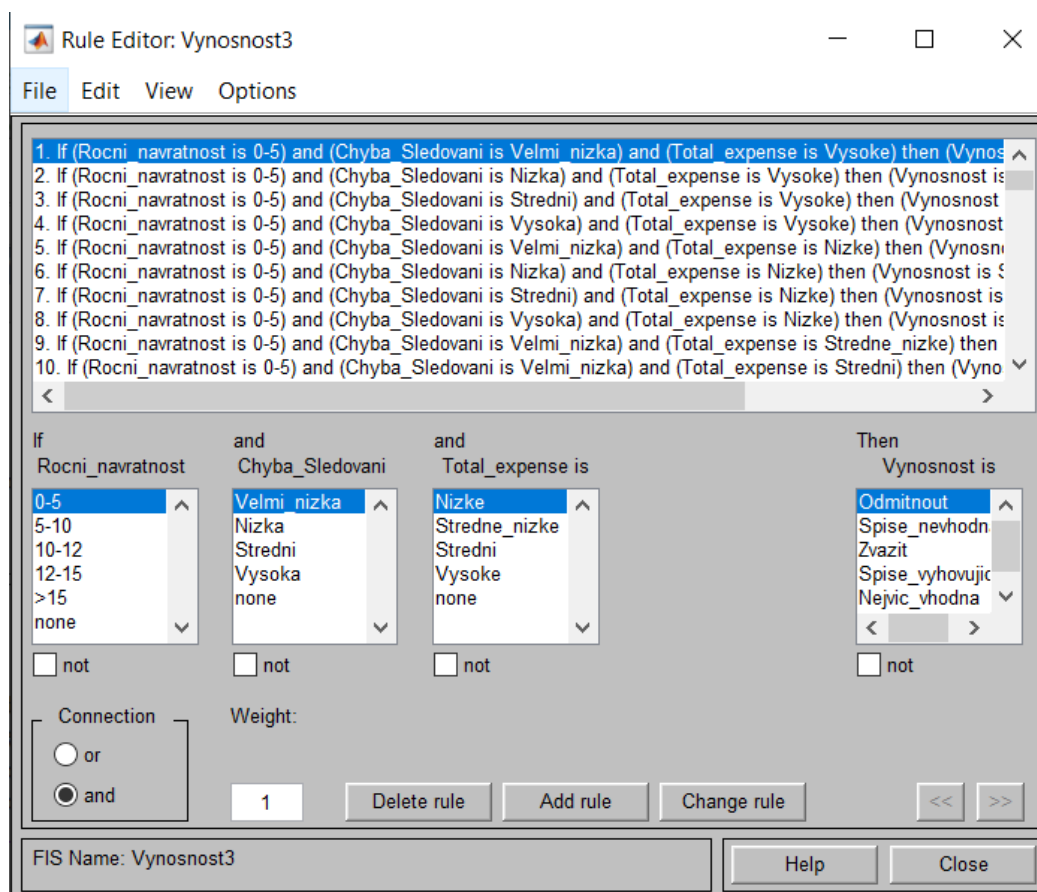 Rule Editor: Vynosnost3
File Edit View Options
1. If (Rocni_navratnost is 0-5) and (Chyba_Sledovani is Velmi_nizka) and (Total_expense is Vysoke) then (Vynos
2. If (Rocni_navratnost is 0-5) and (Chyba_Sledovani is Nizka) and (Total_expense is Vysoke) then (Vynosnost is
3. If (Rocni_navratnost is 0-5) and (Chyba_Sledovani is Stredni) and (Total_expense is Vysoke) then (Vynosnost
4. If (Rocni_navratnost is 0-5) and (Chyba_Sledovani is Vysoka) and (Total_expense is Vysoke) then (Vynosnost
5. If (Rocni_navratnost is 0-5) and (Chyba_Sledovani is Velmi_nizka) and (Total_expense is Nizke) then (Vynosn
6. If (Rocni_navratnost is 0-5) and (Chyba_Sledovani is Nizka) and (Total_expense is Nizke) then (Vynosnost is S
7. If (Rocni_navratnost is 0-5) and (Chyba_Sledovani is Stredni) and (Total_expense is Nizke) then (Vynosnost is
8. If (Rocni_navratnost is 0-5) and (Chyba_Sledovani is Vysoka) and (Total_expense is Nizke) then (Vynosnost is
9. If (Rocni_navratnost is 0-5) and (Chyba_Sledovani is Velmi_nizka) and (Total_expense is Stredne_nizke) then
10. If (Rocni_navratnost is 0-5) and (Chyba_Sledovani is Velmi_nizka) and (Total_expense is Stredni) then (Vyno
If and and Then
Rocni_navratnost Chyba_Sledovani Total_expense is Vynosnost is
0-5 Velmi_nizka Nizke Odmitnout
5-10 Nizka Stredne_nizke Spise_nevhodn
10-12 Stredni Stredni Zvazit
12-15 Vysoka Vysoke Spise_vyhovujic
>15 none none Nejvic_vhodna
none
not not not not
Connection Weight:
or
and 1 Delete rule Add rule Change rule << >>
FIS Name: Vynosnost3 Help Close